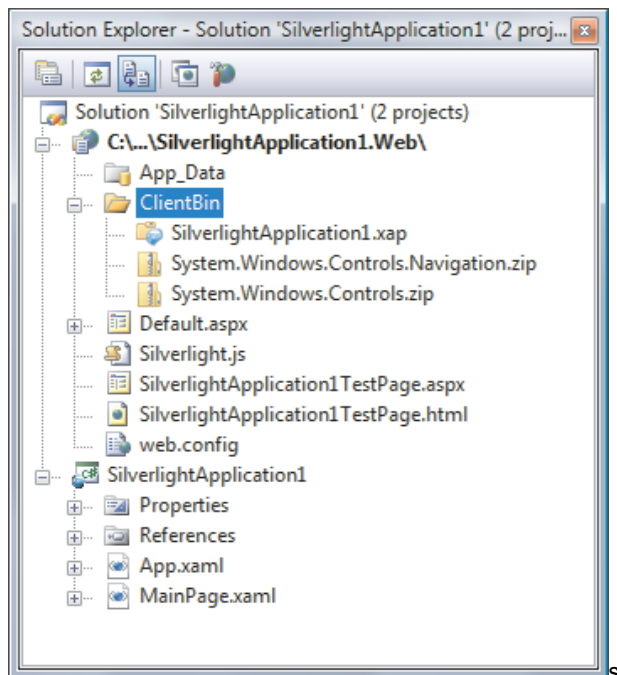 Solution Explorer - Solution 'SilverlightApplication1' (2 proj...
Solution 'SilverlightApplication1' (2 projects)
C:\...\SilverlightApplication1.Web\
App_Data
ClientBin
SilverlightApplication1.xap
System.Windows.Controls.Navigation.zip
System.Windows.Controls.zip
Default.aspx
Silverlight.js
SilverlightApplication1TestPage.aspx
SilverlightApplication1TestPage.html
web.config
SilverlightApplication1
Properties
References
App.xaml
MainPage.xaml
s